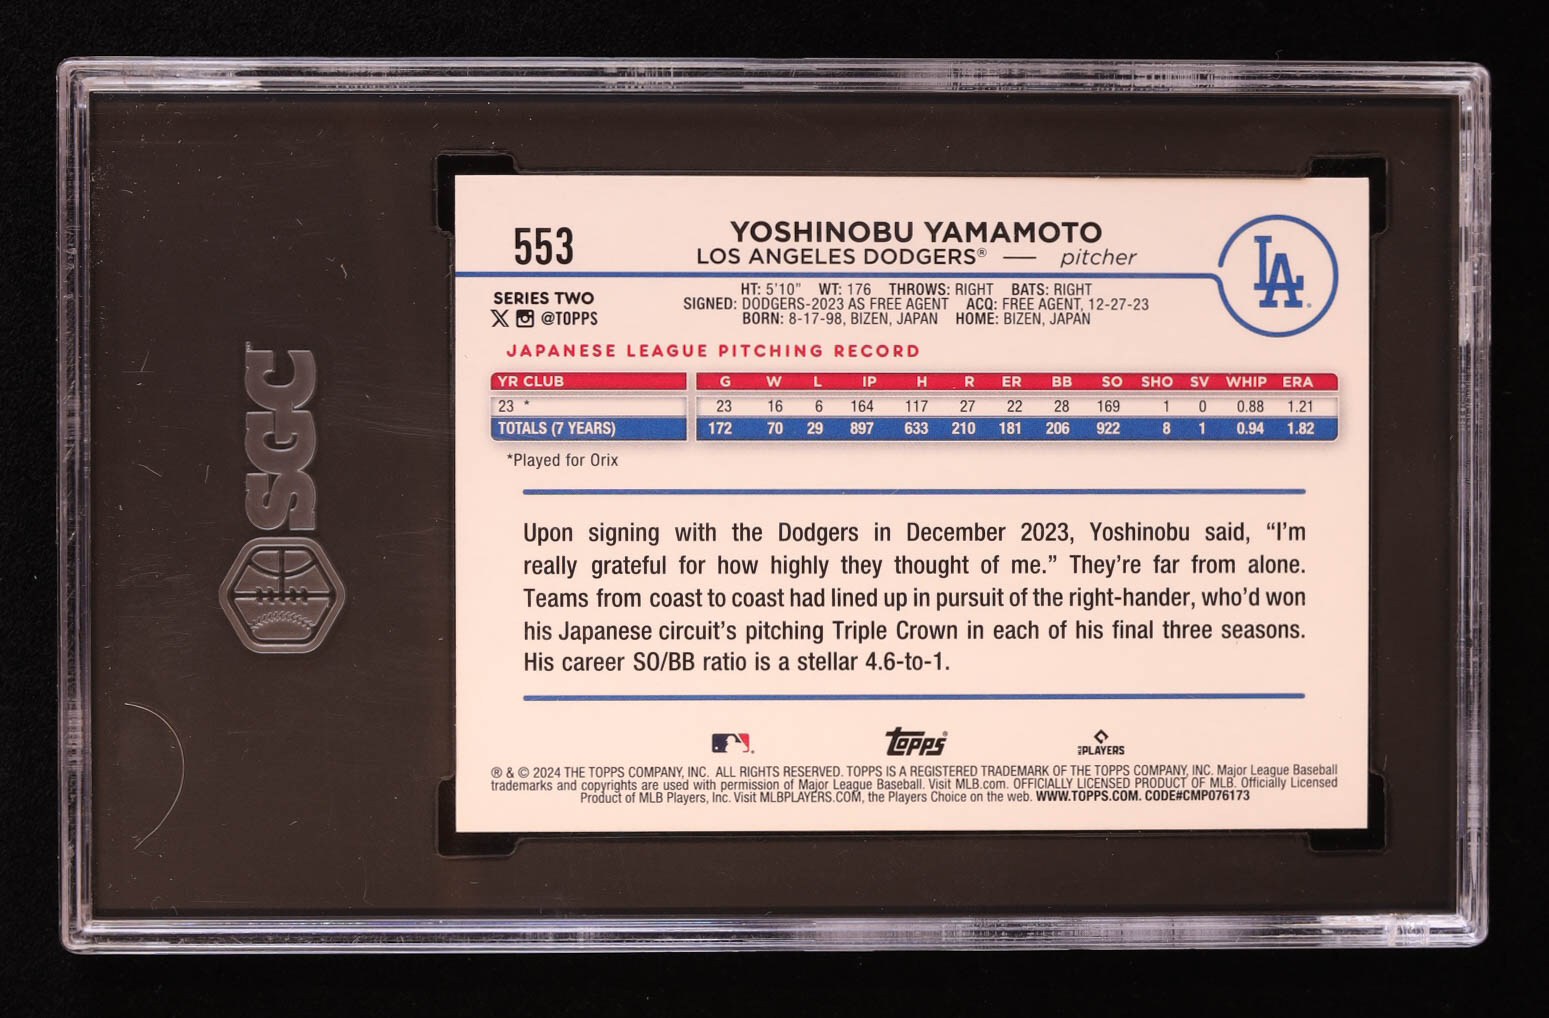 SGC
553
YOSHINOBU YAMAMOTO
LOS ANGELES DODGERS® — pitcher
LA
SERIES TWO
@TOPPS
HT: 5'10" WT: 176 THROWS: RIGHT BATS: RIGHT
SIGNED: DODGERS-2023 AS FREE AGENT ACQ: FREE AGENT, 12-27-23
BORN: 8-17-98, BIZEN, JAPAN HOME: BIZEN, JAPAN
JAPANESE LEAGUE PITCHING RECORD
YR CLUB G W L IP H R ER BB SO SHO SV WHIP ERA
23 * 23 16 6 164 117 27 22 28 169 1 0 0.88 1.21
TOTALS (7 YEARS) 172 70 29 897 633 210 181 206 922 8 1 0.94 1.82
*Played for Orix
Upon signing with the Dodgers in December 2023, Yoshinobu said, “I’m
really grateful for how highly they thought of me.” They’re far from alone.
Teams from coast to coast had lined up in pursuit of the right-hander, who’d won
his Japanese circuit’s pitching Triple Crown in each of his final three seasons.
His career SO/BB ratio is a stellar 4.6-to-1.
Topps®
MLB PLAYERS
® & © 2024 THE TOPPS COMPANY, INC. ALL RIGHTS RESERVED. TOPPS IS A REGISTERED TRADEMARK OF THE TOPPS COMPANY, INC. Major League Baseball
trademarks and copyrights are used with permission of Major League Baseball. Visit MLB.com. OFFICIALLY LICENSED PRODUCT OF MLB. Officially Licensed
Product of MLB Players, Inc. Visit MLBPLAYERS.COM, the Players Choice on the web. WWW.TOPPS.COM. CODE#CMP076173